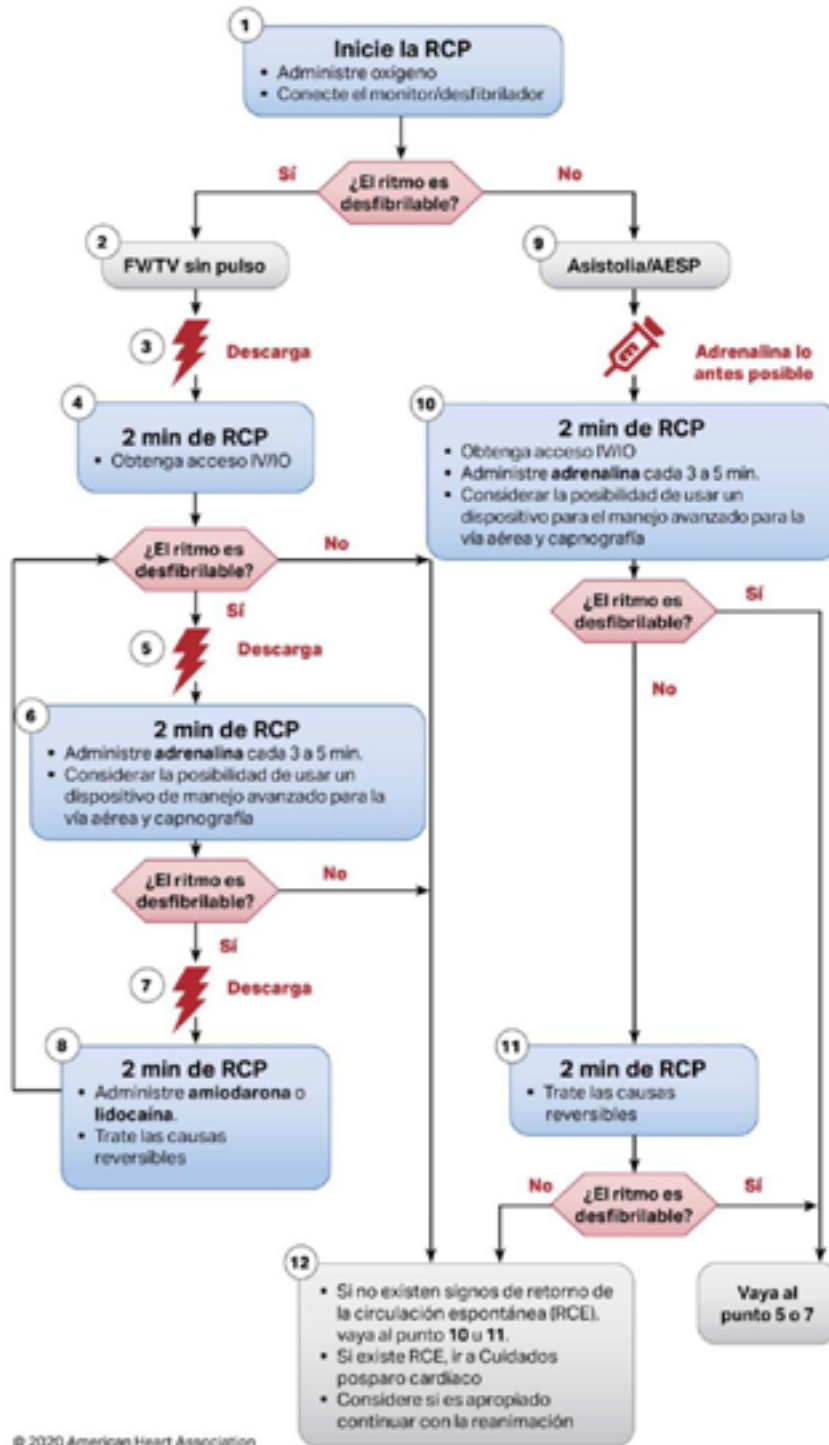 1
Inicie la RCP
• Administre oxígeno
• Conecte el monitor/desfibrilador
¿El ritmo es
desfibrilable?
Sí
No
2
FV/TV sin pulso
3
Descarga
4
2 min de RCP
• Obtenga acceso IV/IO
¿El ritmo es
desfibrilable?
No
Sí
5
Descarga
6
2 min de RCP
• Administre adrenalina cada 3 a 5 min.
• Considerar la posibilidad de usar un
dispositivo de manejo avanzado para la
vía aérea y capnografía
¿El ritmo es
desfibrilable?
No
Sí
7
Descarga
8
2 min de RCP
• Administre amiodarona o
lidocaína.
• Trate las causas
reversibles
9
Asistolia/AESP
Adrenalina lo
antes posible
10
2 min de RCP
• Obtenga acceso IV/IO
• Administre adrenalina cada 3 a 5 min.
• Considerar la posibilidad de usar un
dispositivo para el manejo avanzado para la
vía aérea y capnografía
¿El ritmo es
desfibrilable?
Sí
No
11
2 min de RCP
• Trate las causas
reversibles
¿El ritmo es
desfibrilable?
No
Sí
12
• Si no existen signos de retorno de
la circulación espontánea (RCE),
vaya al punto 10 u 11.
• Si existe RCE, ir a Cuidados
posparo cardíaco
• Considere si es apropiado
continuar con la reanimación
Vaya al
punto 5 o 7
© 2020 American Heart Association